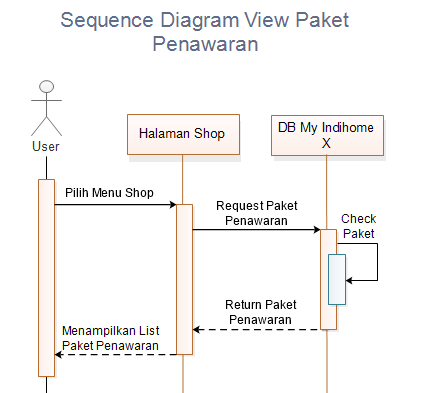 Sequence Diagram View Paket
Penawaran
User
Halaman Shop
DB My Indihome
X
Pilih Menu Shop
Request Paket
Penawaran
Check
Paket
Return Paket
Penawaran
Menampilkan List
Paket Penawaran